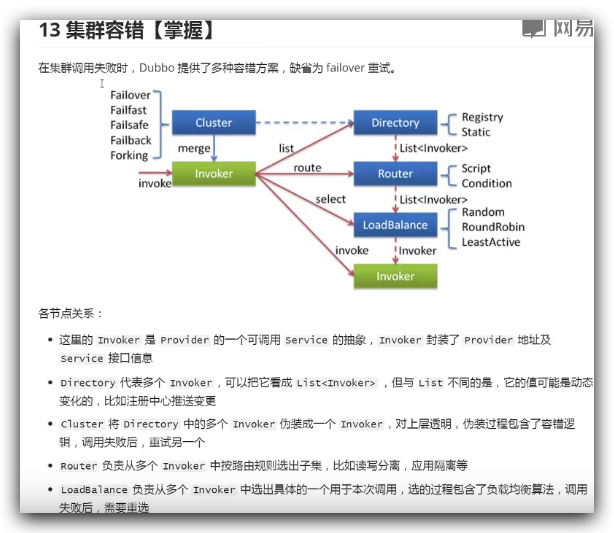 13 集群容错【掌握】
网易
在集群调用失败时，Dubbo 提供了多种容错方案，缺省为 failover 重试。
Failover
Failfast
Failsafe
Failback
Forking
Cluster
Directory
Registry
Static
merge
list
List<Invoker>
invoke
Invoker
route
Router
Script
Condition
select
List<Invoker>
LoadBalance
Random
RoundRobin
LeastActive
invoke
Invoker
Invoker
各节点关系：
• 这里的 Invoker 是 Provider 的一个可调用 Service 的抽象，Invoker 封装了 Provider 地址及
Service 接口信息
• Directory 代表多个 Invoker，可以把它看成 List<Invoker> ，但与 List 不同的是，它的值可能是动态
变化的，比如注册中心推送变更
• Cluster 将 Directory 中的多个 Invoker 伪装成一个 Invoker，对上层透明，伪装过程包含了容错逻
辑，调用失败后，重试另一个
• Router 负责从多个 Invoker 中按路由规则选出子集，比如读写分离，应用隔离等
• LoadBalance 负责从多个 Invoker 中选出具体的一个用于本次调用，选的过程包含了负载均衡算法，调用
失败后，需要重选